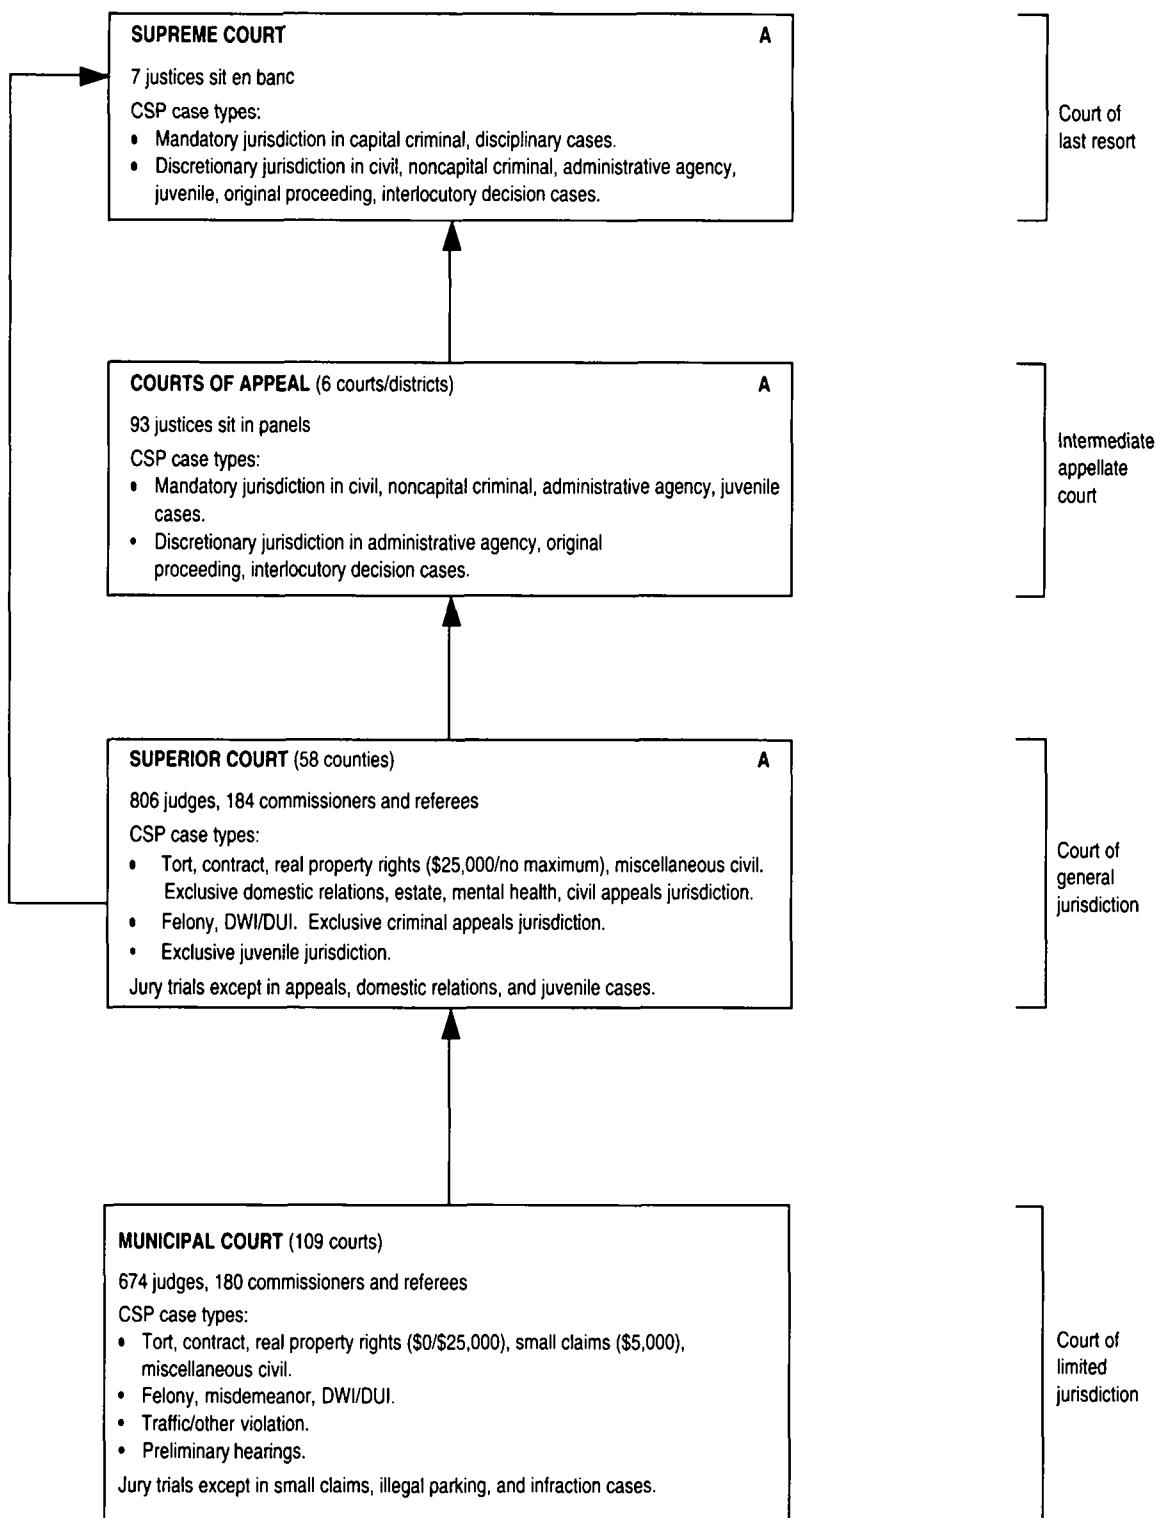 SUPREME COURT A
7 justices sit en banc
CSP case types:
• Mandatory jurisdiction in capital criminal, disciplinary cases.
• Discretionary jurisdiction in civil, noncapital criminal, administrative agency,
juvenile, original proceeding, interlocutory decision cases.
Court of
last resort
COURTS OF APPEAL (6 courts/districts) A
93 justices sit in panels
CSP case types:
• Mandatory jurisdiction in civil, noncapital criminal, administrative agency, juvenile
cases.
• Discretionary jurisdiction in administrative agency, original
proceeding, interlocutory decision cases.
Intermediate
appellate
court
SUPERIOR COURT (58 counties) A
806 judges, 184 commissioners and referees
CSP case types:
• Tort, contract, real property rights ($25,000/no maximum), miscellaneous civil.
Exclusive domestic relations, estate, mental health, civil appeals jurisdiction.
• Felony, DWI/DUI. Exclusive criminal appeals jurisdiction.
• Exclusive juvenile jurisdiction.
Jury trials except in appeals, domestic relations, and juvenile cases.
Court of
general
jurisdiction
MUNICIPAL COURT (109 courts)
674 judges, 180 commissioners and referees
CSP case types:
• Tort, contract, real property rights ($0/$25,000), small claims ($5,000),
miscellaneous civil.
• Felony, misdemeanor, DWI/DUI.
• Traffic/other violation.
• Preliminary hearings.
Jury trials except in small claims, illegal parking, and infraction cases.
Court of
limited
jurisdiction